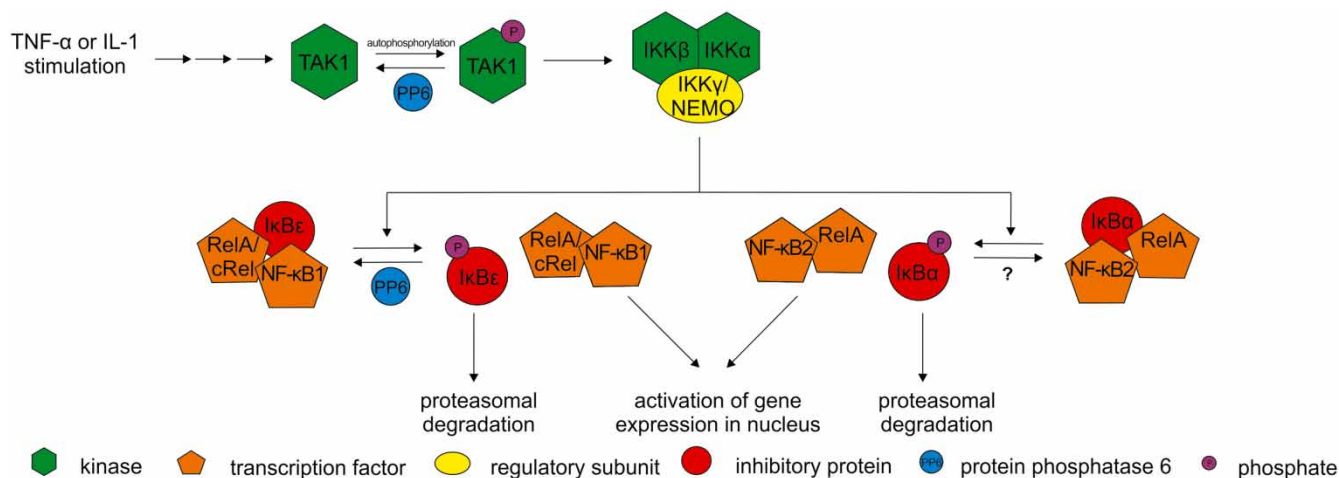 TNF-α or IL-1
stimulation
TAK1
autophosphorylation
PP6
P
TAK1
IKKβ
IKKα
IKKγ/
NEMO
IκBε
RelA/
cRel
NF-κB1
PP6
P
IκBε
RelA/
cRel
NF-κB1
NF-κB2
RelA
P
IκBα
?
IκBα
RelA
NF-κB2
proteasomal
degradation
activation of gene
expression in nucleus
proteasomal
degradation
kinase
transcription factor
regulatory subunit
inhibitory protein
PP6
protein phosphatase 6
P
phosphate